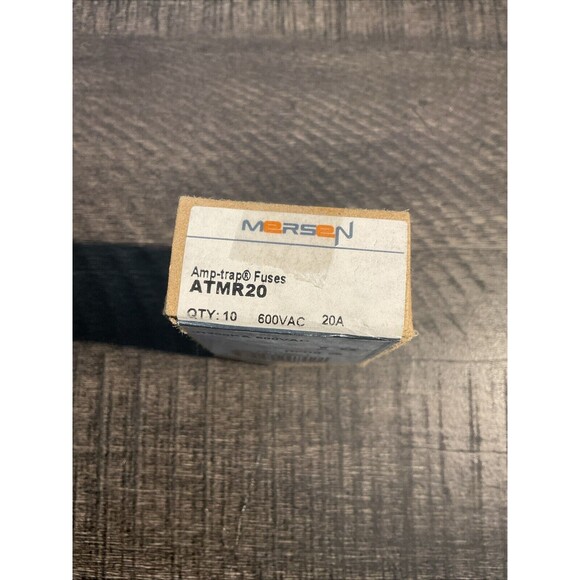 MERSEN
Amp-trap® Fuses
ATMR20
QTY: 10 600VAC 20A